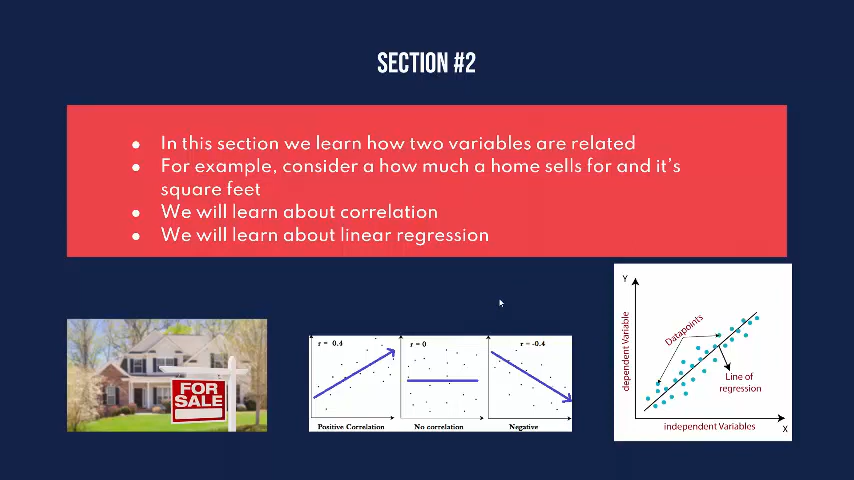 SECTION #2
● In this section we learn how two variables are related
● For example, consider a how much a home sells for and it's
square feet
● We will learn about correlation
● We will learn about linear regression
FOR
SALE
r = 0.4
r = 0
r = -0.4
Positive Correlation
No correlation
Negative
Y
dependent Variable
Datapoints
Line of
regression
independent Variables
X